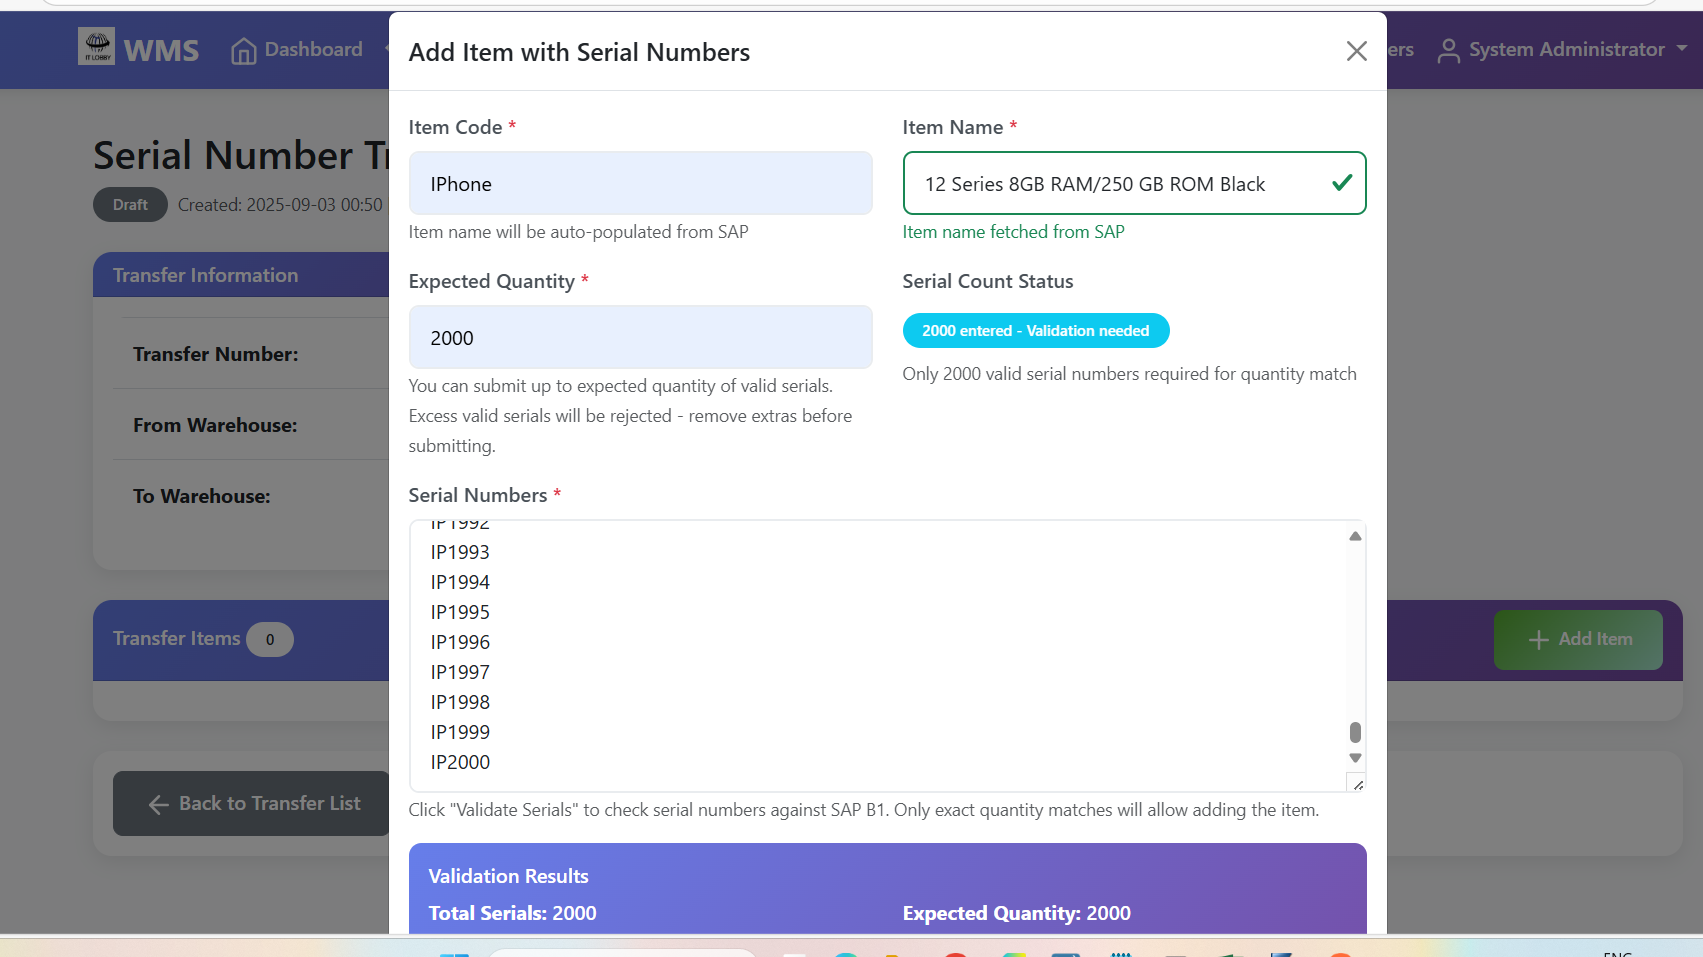 IT LOBBY
WMS
Dashboard
System Administrator
Add Item with Serial Numbers
Serial Number
Draft
Created: 2025-09-03 00:50
Transfer Information
Transfer Number:
From Warehouse:
To Warehouse:
Transfer Items 0
Add Item
Back to Transfer List
Item Code *
IPhone
Item name will be auto-populated from SAP
Item Name *
12 Series 8GB RAM/250 GB ROM Black
Item name fetched from SAP
Expected Quantity *
2000
You can submit up to expected quantity of valid serials.
Excess valid serials will be rejected - remove extras before
submitting.
Serial Count Status
2000 entered - Validation needed
Only 2000 valid serial numbers required for quantity match
Serial Numbers *
IP1992
IP1993
IP1994
IP1995
IP1996
IP1997
IP1998
IP1999
IP2000
Click "Validate Serials" to check serial numbers against SAP B1. Only exact quantity matches will allow adding the item.
Validation Results
Total Serials: 2000
Expected Quantity: 2000